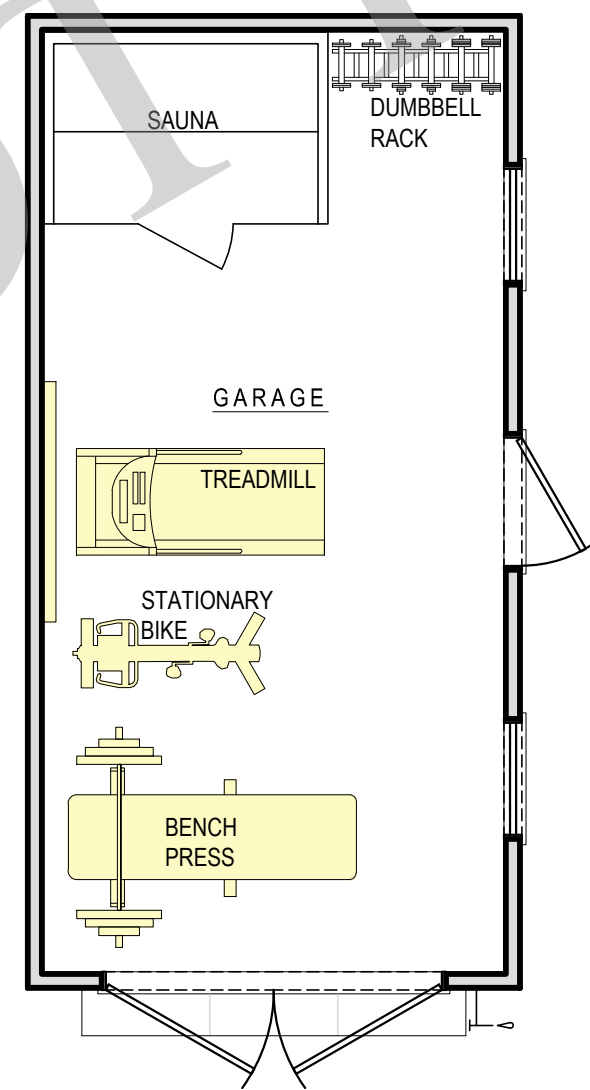 SAUNA
DUMBBELL
RACK
GARAGE
TREADMILL
STATIONARY
BIKE
BENCH
PRESS